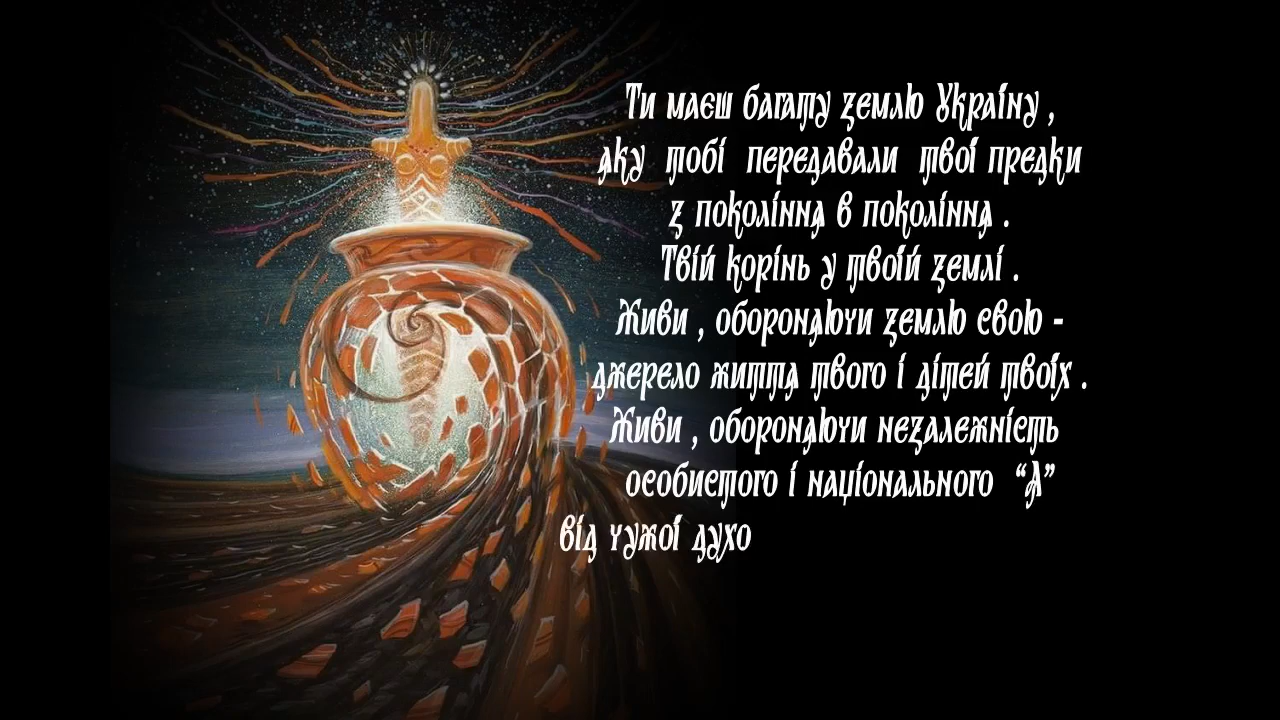 Ти маєш багату землю Україну ,
яку тобі передавали твої предки
з покоління в покоління .
Твій корінь у твоїй землі .
Живи , обороняючи землю свою -
джерело життя твого і дітей твоїх .
Живи , обороняючи незалежність
особистого і національного “Я”
від чужої духо